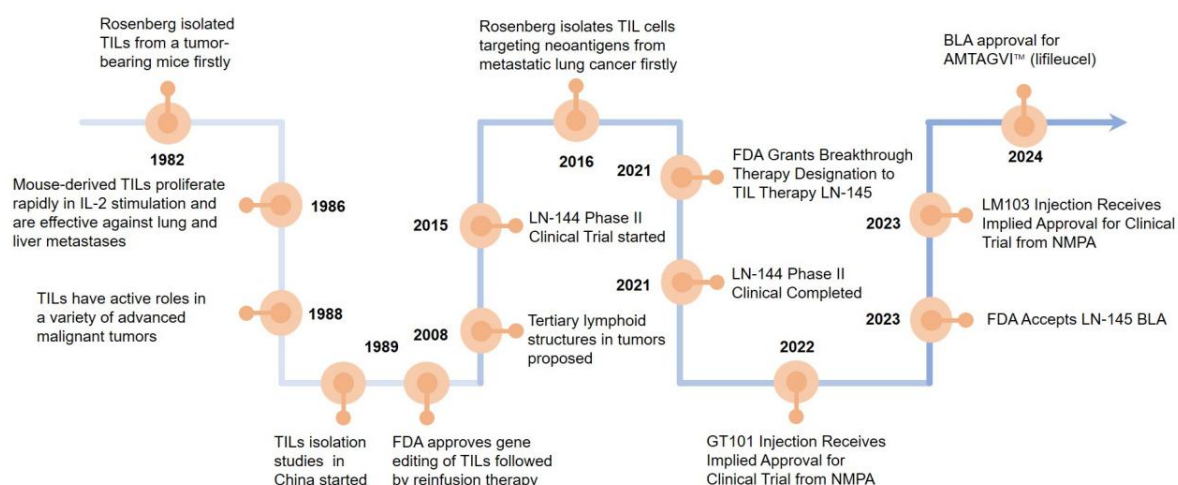 Rosenberg isolated
TILs from a tumor-
bearing mice firstly
1982
Mouse-derived TILs proliferate
rapidly in IL-2 stimulation and
are effective against lung and
liver metastases
1986
TILs have active roles in
a variety of advanced
malignant tumors
1988
1989
TILs isolation
studies in
China started
FDA approves gene
editing of TILs followed
by reinfusion therapy
2008
Tertiary lymphoid
structures in tumors
proposed
2015
LN-144 Phase II
Clinical Trial started
Rosenberg isolates TIL cells
targeting neoantigens from
metastatic lung cancer firstly
2016
2021
FDA Grants Breakthrough
Therapy Designation to
TIL Therapy LN-145
2021
LN-144 Phase II
Clinical Completed
2022
GT101 Injection Receives
Implied Approval for
Clinical Trial from NMPA
2023
FDA Accepts LN-145 BLA
2023
LM103 Injection Receives
Implied Approval for Clinical
Trial from NMPA
BLA approval for
AMTAGVI™ (lifileucel)
2024